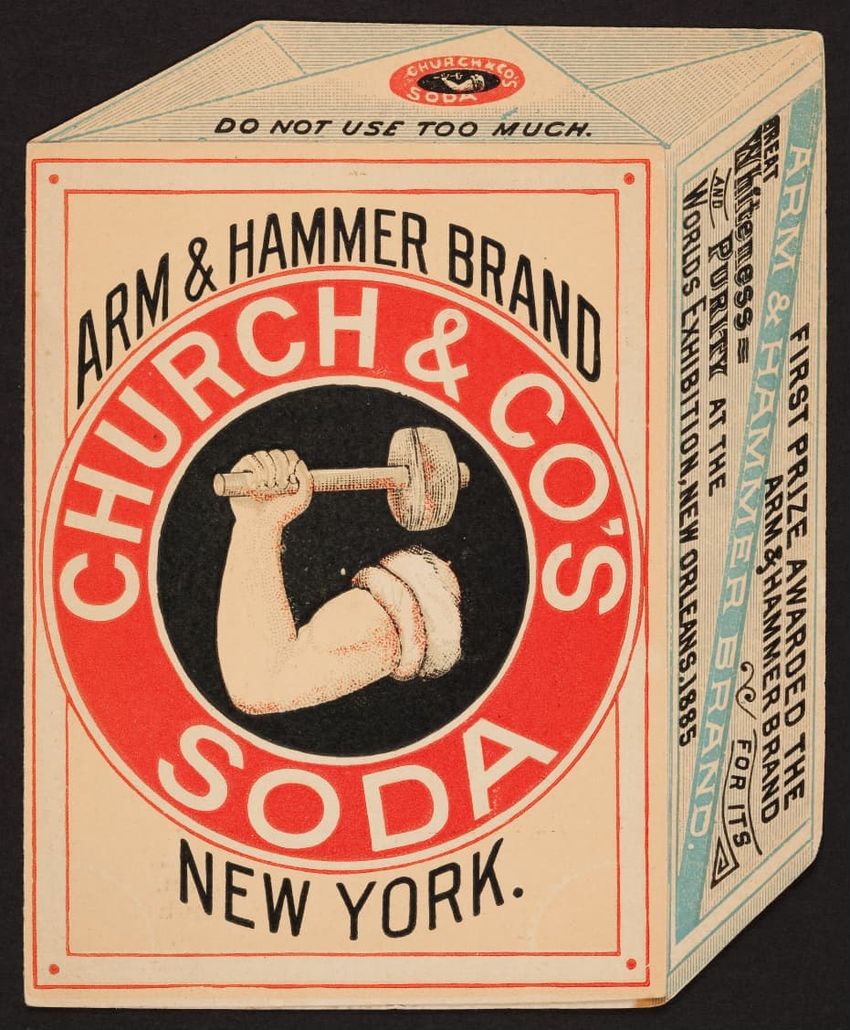 CHURCH & CO'S
SODA
DO NOT USE TOO MUCH.
ARM & HAMMER BRAND
CHURCH & CO'S
SODA
NEW YORK.
ARM & HAMMER BRAND.
FIRST PRIZE AWARDED THE
ARM & HAMMER BRAND
FOR ITS
GREAT
Whiteness
AND PURITY AT THE
WORLDS EXHIBITION, NEW ORLEANS, 1885